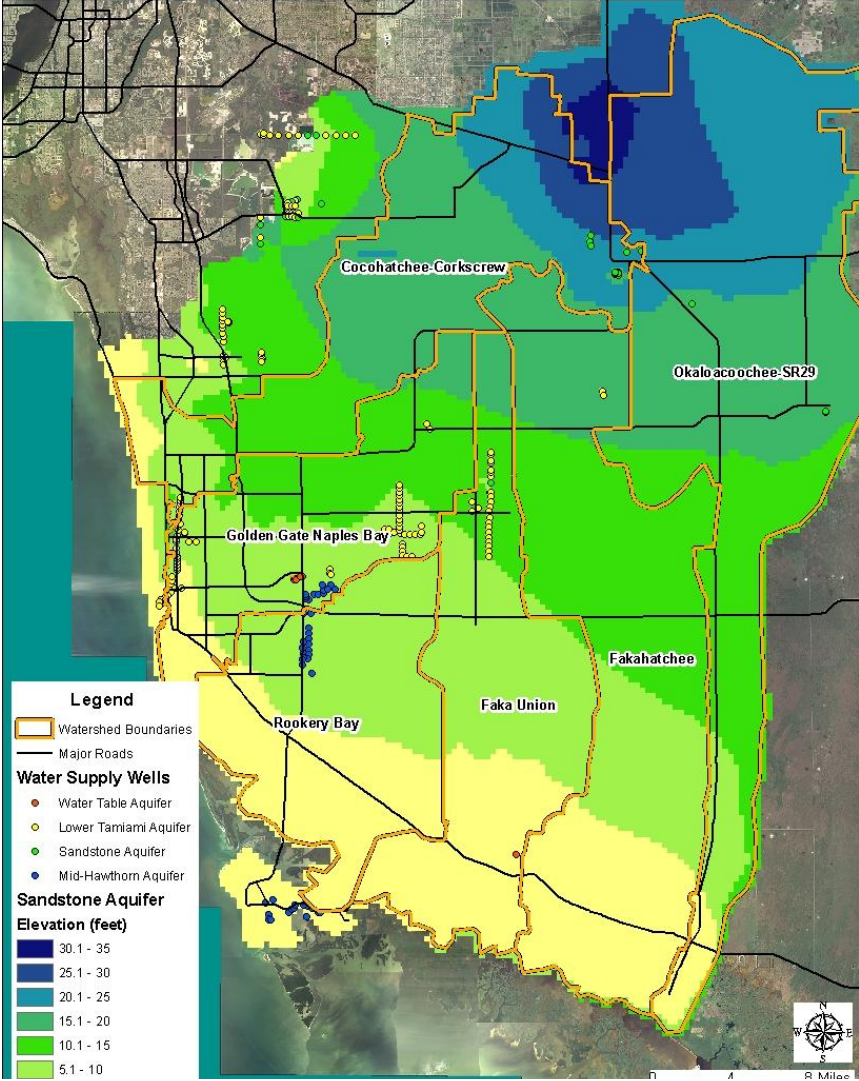 Cocohatchee-Corkscrew
Okaloacoochee-SR29
Golden Gate Naples Bay
Fakahatchee
Faka Union
Rookery Bay
Legend
Watershed Boundaries
Major Roads
Water Supply Wells
Water Table Aquifer
Lower Tamiami Aquifer
Sandstone Aquifer
Mid-Hawthorn Aquifer
Sandstone Aquifer
Elevation (feet)
30.1 - 35
25.1 - 30
20.1 - 25
15.1 - 20
10.1 - 15
5.1 - 10
N
W E
S
0 4 8 Miles